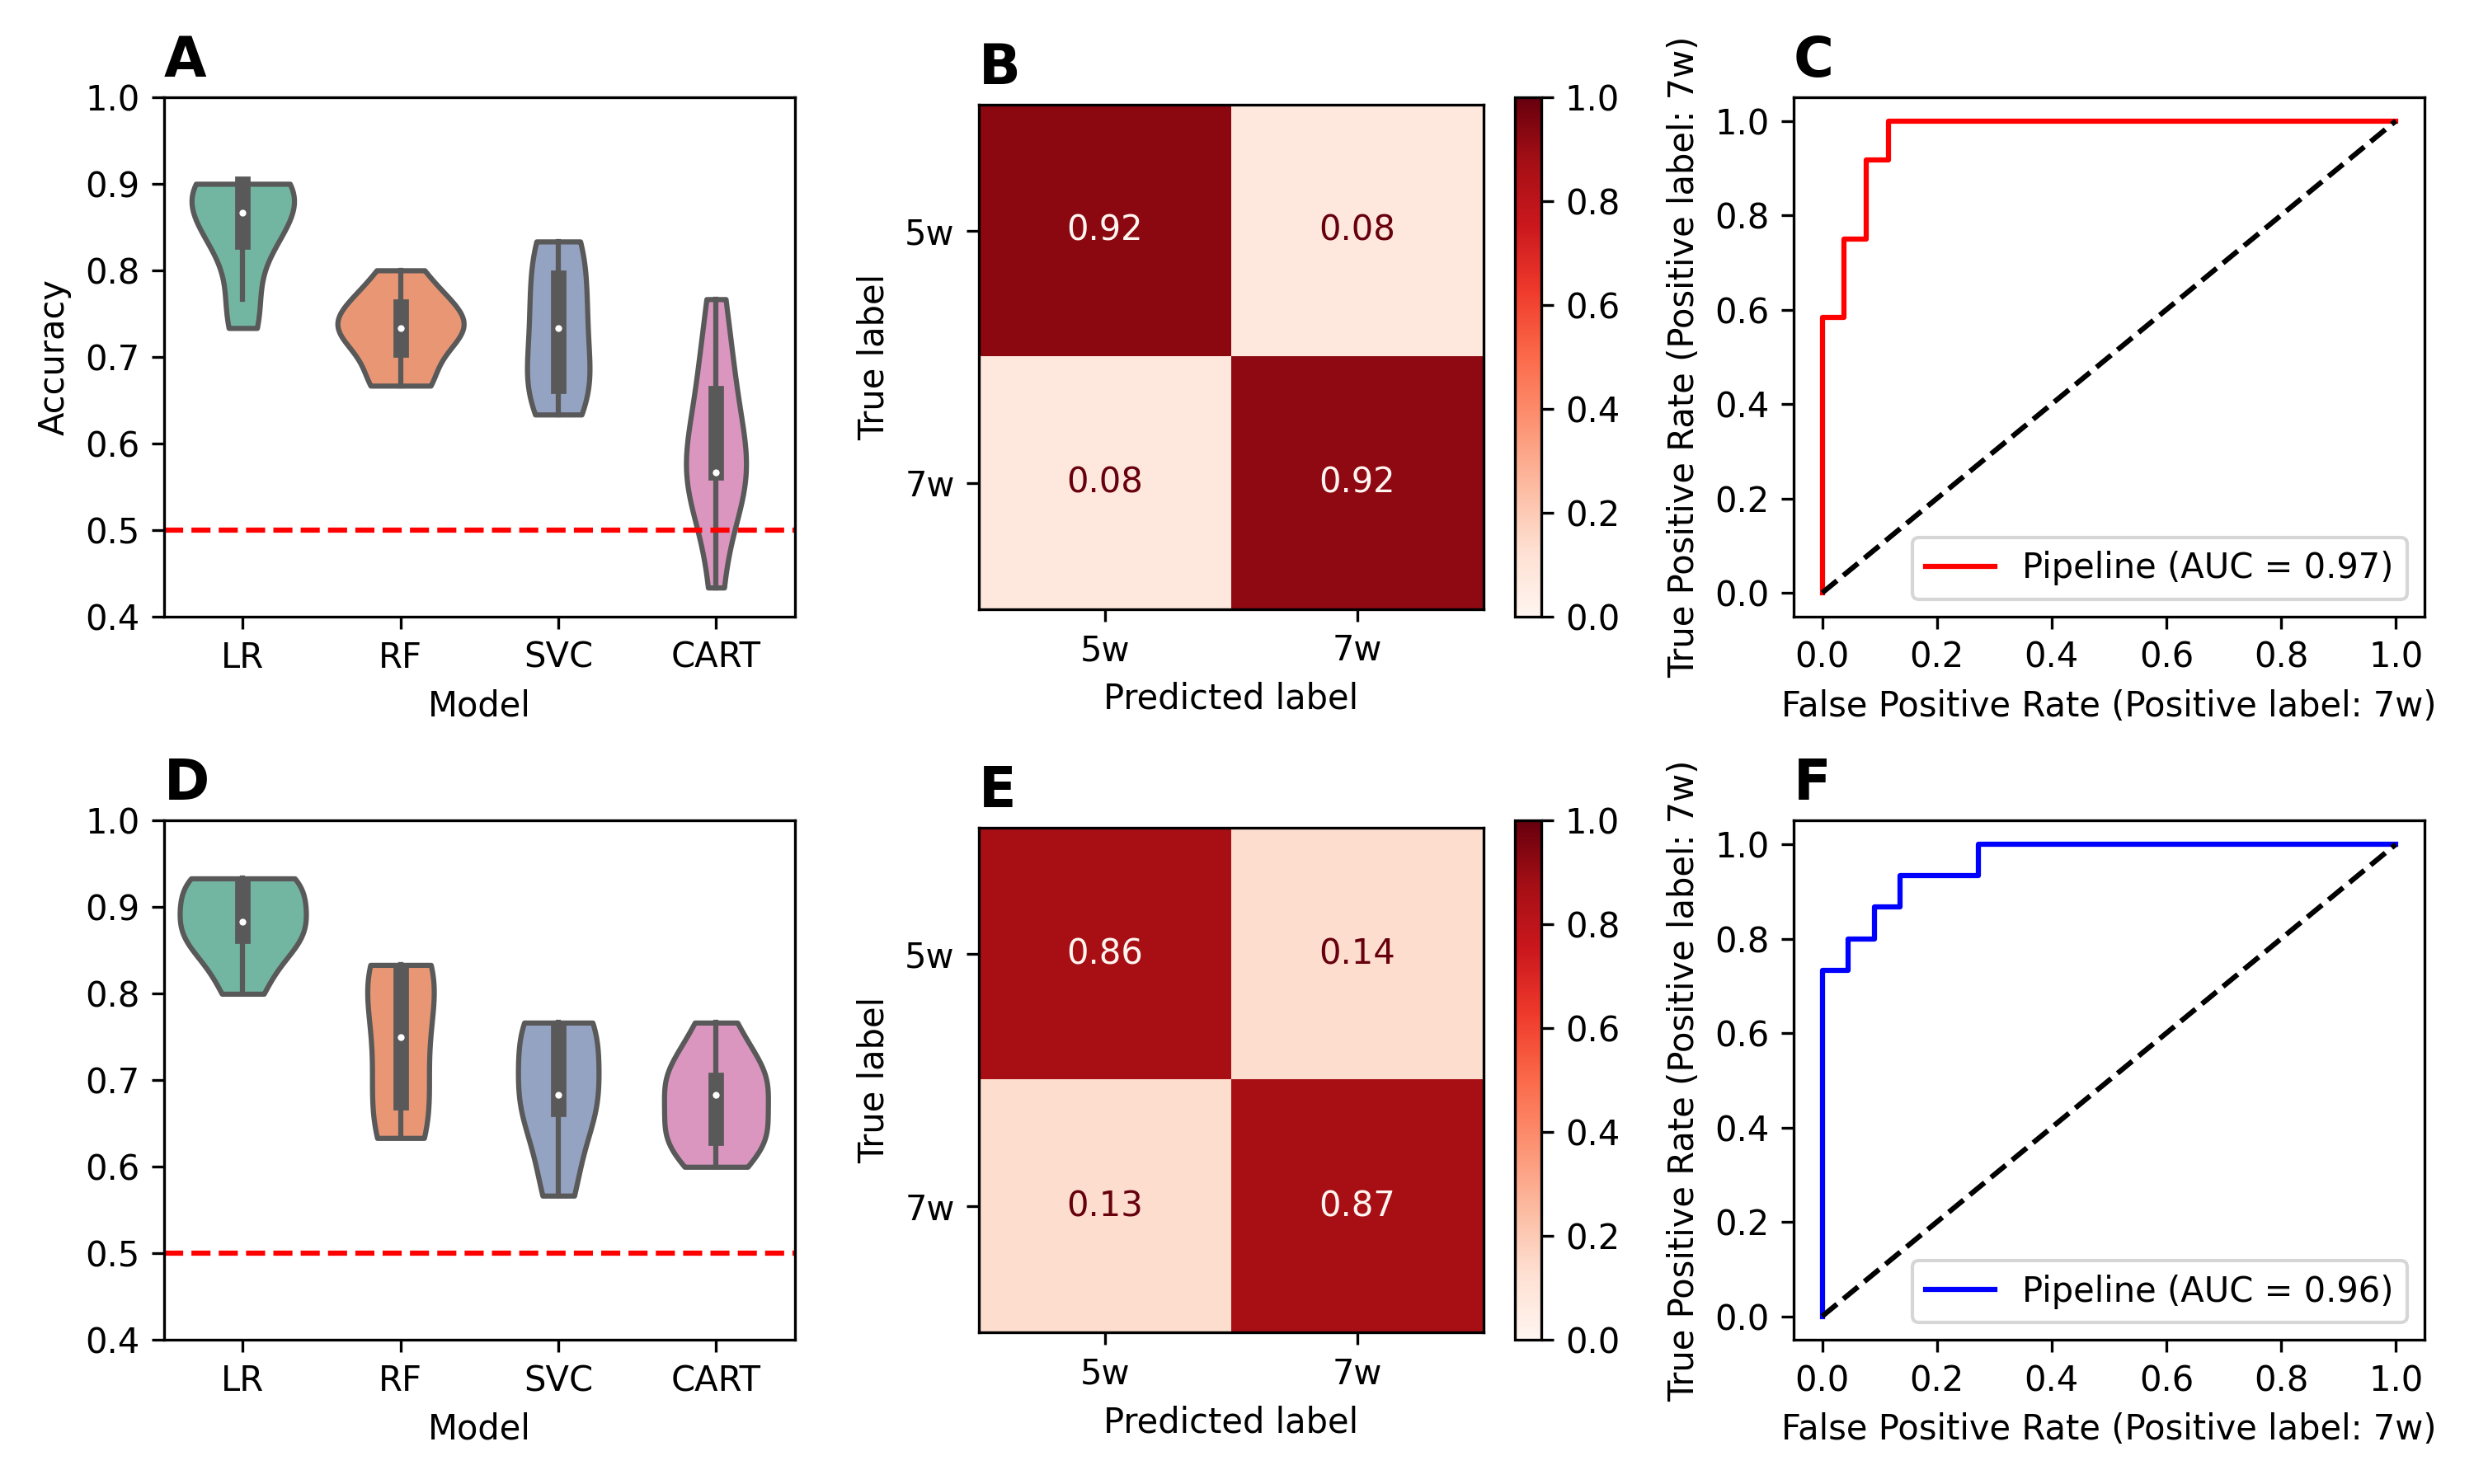 A
1.0
0.9
0.8
0.7
0.6
0.5
0.4
Accuracy
LR RF SVC CART
Model
B
True label
5w
7w
0.92 0.08
0.08 0.92
5w 7w
Predicted label
1.0
0.8
0.6
0.4
0.2
0.0
C
True Positive Rate (Positive label: 7w)
1.0
0.8
0.6
0.4
0.2
0.0
Pipeline (AUC = 0.97)
0.0 0.2 0.4 0.6 0.8 1.0
False Positive Rate (Positive label: 7w)
D
1.0
0.9
0.8
0.7
0.6
0.5
0.4
LR RF SVC CART
Model
E
True label
5w
7w
0.86 0.14
0.13 0.87
5w 7w
Predicted label
1.0
0.8
0.6
0.4
0.2
0.0
F
True Positive Rate (Positive label: 7w)
1.0
0.8
0.6
0.4
0.2
0.0
Pipeline (AUC = 0.96)
0.0 0.2 0.4 0.6 0.8 1.0
False Positive Rate (Positive label: 7w)